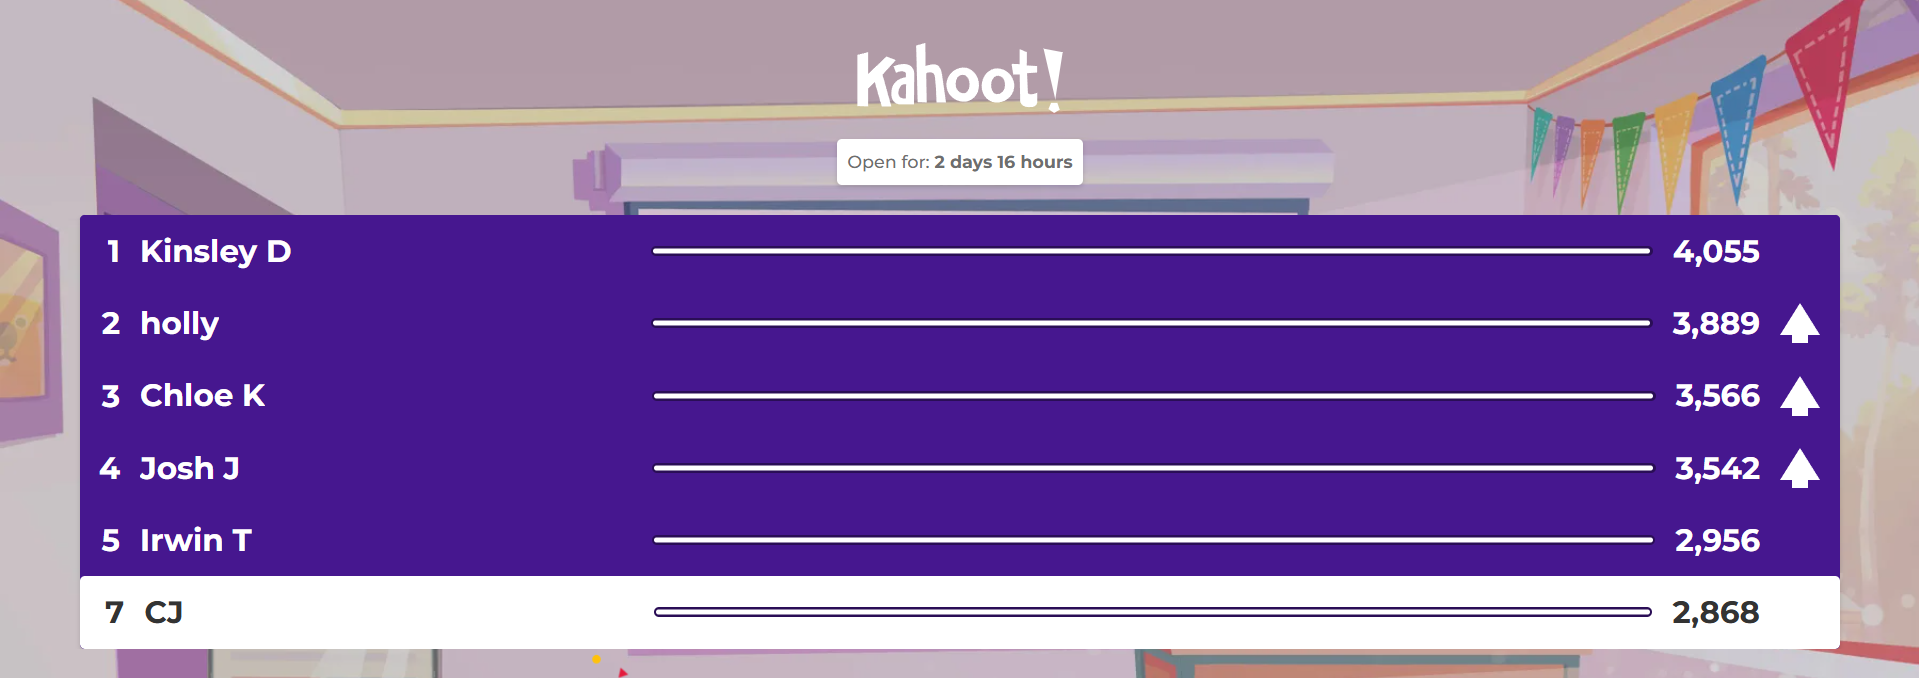 Kahoot!
Open for: 2 days 16 hours
1 Kinsley D 4,055
2 holly 3,889
3 Chloe K 3,566
4 Josh J 3,542
5 Irwin T 2,956
7 CJ 2,868